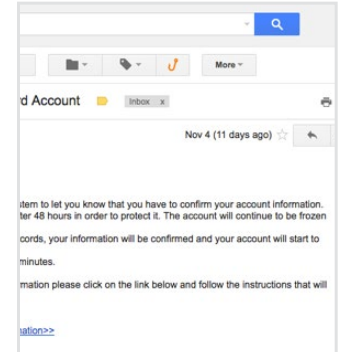 More
rd Account Inbox x
Nov 4 (11 days ago)
stem to let you know that you have to confirm your account information.
ter 48 hours in order to protect it. The account will continue to be frozen
cords, your information will be confirmed and your account will start to
minutes.
mation please click on the link below and follow the instructions that will
nation>>